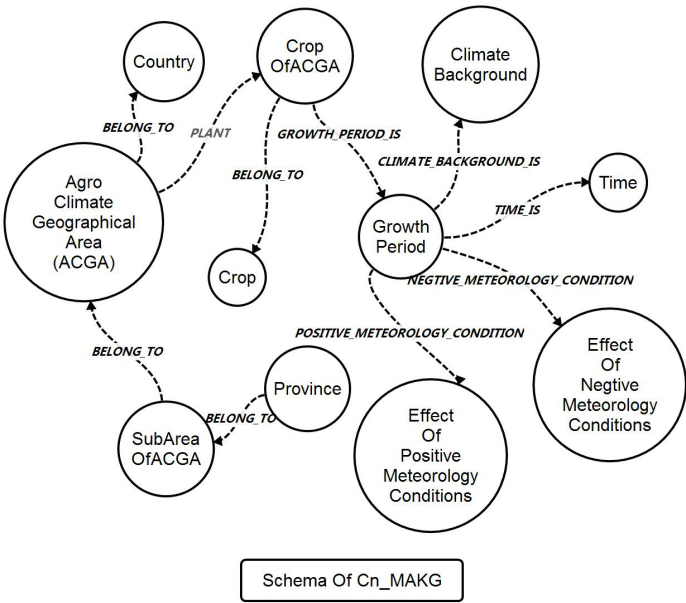 Country
Crop
OfACGA
Climate
Background
BELONG_TO
PLANT
GROWTH_PERIOD_IS
CLIMATE_BACKGROUND_IS
BELONG_TO
Time
TIME_IS
Agro
Climate
Geographical
Area
(ACGA)
Growth
Period
Crop
NEGTIVE_METEOROLOGY_CONDITION
POSITIVE_METEOROLOGY_CONDITION
BELONG_TO
Effect
Of
Negtive
Meteorology
Conditions
Province
BELONG_TO
SubArea
OfACGA
Effect
Of
Positive
Meteorology
Conditions
Schema Of Cn_MAKG